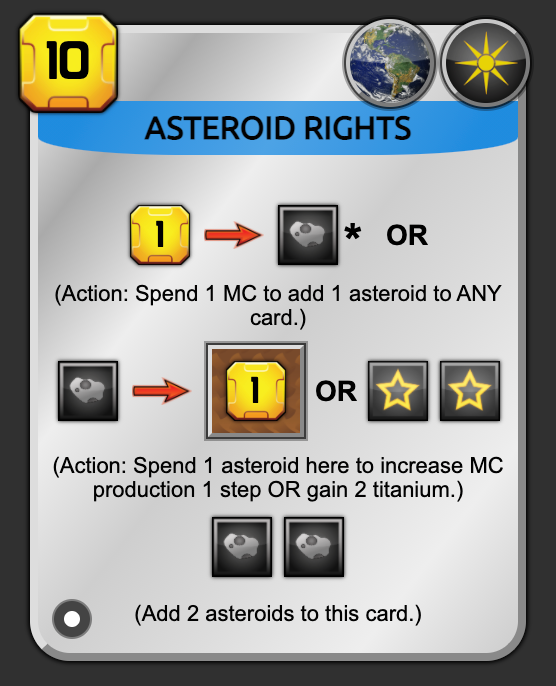 10
ASTEROID RIGHTS
1 * OR
(Action: Spend 1 MC to add 1 asteroid to ANY
card.)
1 OR
(Action: Spend 1 asteroid here to increase MC
production 1 step OR gain 2 titanium.)
(Add 2 asteroids to this card.)